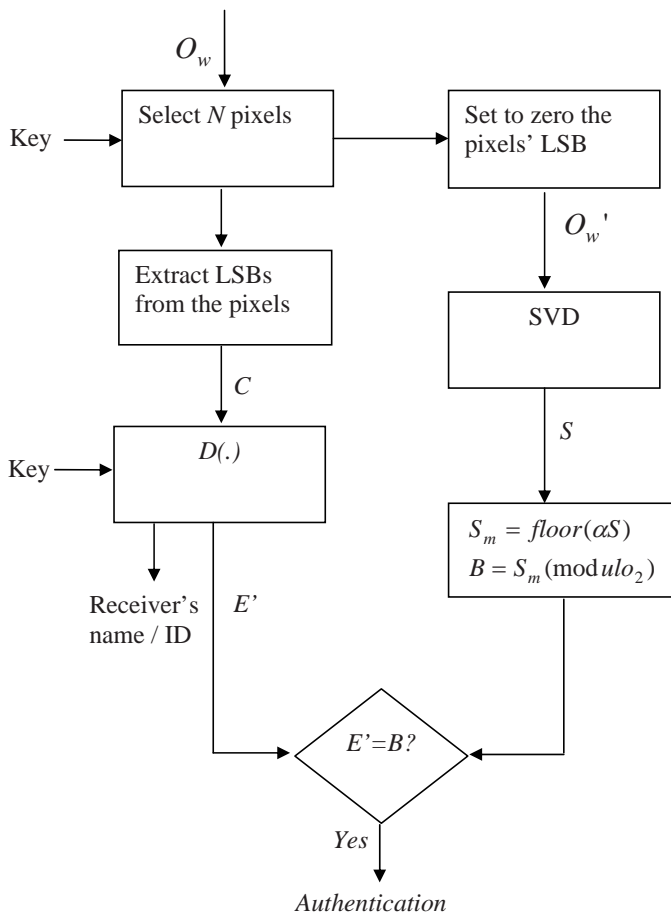 O_w
Key
Select N pixels
Set to zero the
pixels' LSB
O_w'
Extract LSBs
from the pixels
SVD
C
S
Key
D(.)
S_m = floor(αS)
B = S_m (modulo_2)
Receiver's
name / ID
E'
E'=B?
Yes
Authentication